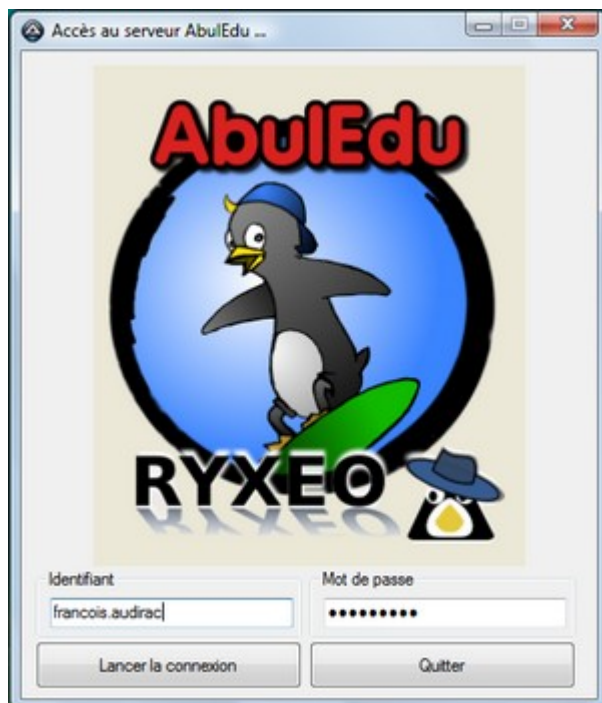 Accès au serveur AbulEdu ...
AbulEdu
RYXEO
Identifiant
Mot de passe
francois.audirac
•••••••••
Lancer la connexion
Quitter